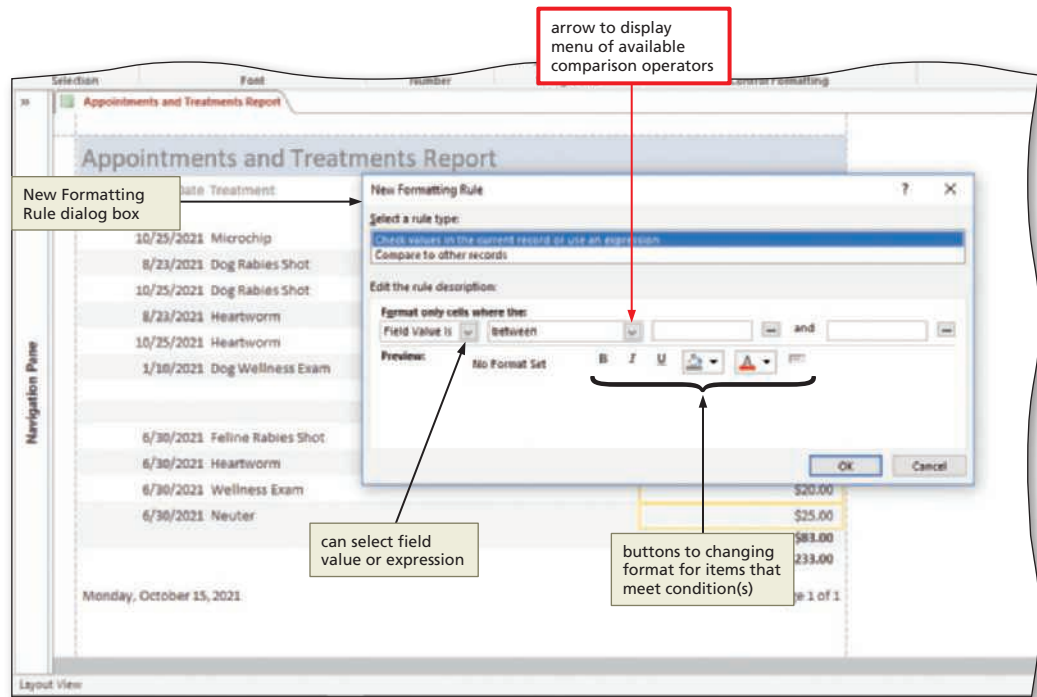 arrow to display
menu of available
comparison operators
Selection Font Number Control Formatting
» Appointments and Treatments Report
Appointments and Treatments Report
New Formatting
Rule dialog box
Date Treatment
10/25/2021 Microchip
8/23/2021 Dog Rabies Shot
10/25/2021 Dog Rabies Shot
8/23/2021 Heartworm
10/25/2021 Heartworm
1/10/2021 Dog Wellness Exam
6/30/2021 Feline Rabies Shot
6/30/2021 Heartworm
6/30/2021 Wellness Exam $20.00
6/30/2021 Neuter $25.00
$83.00
233.00
Monday, October 15, 2021 1 of 1
Navigation Pane
New Formatting Rule ? ×
Select a rule type:
Check values in the current record or use an expression
Compare to other records
Edit the rule description:
Format only cells where the:
Field Value Is between and
Preview: No Format Set B I U A
OK Cancel
can select field
value or expression
buttons to changing
format for items that
meet condition(s)
Layout View